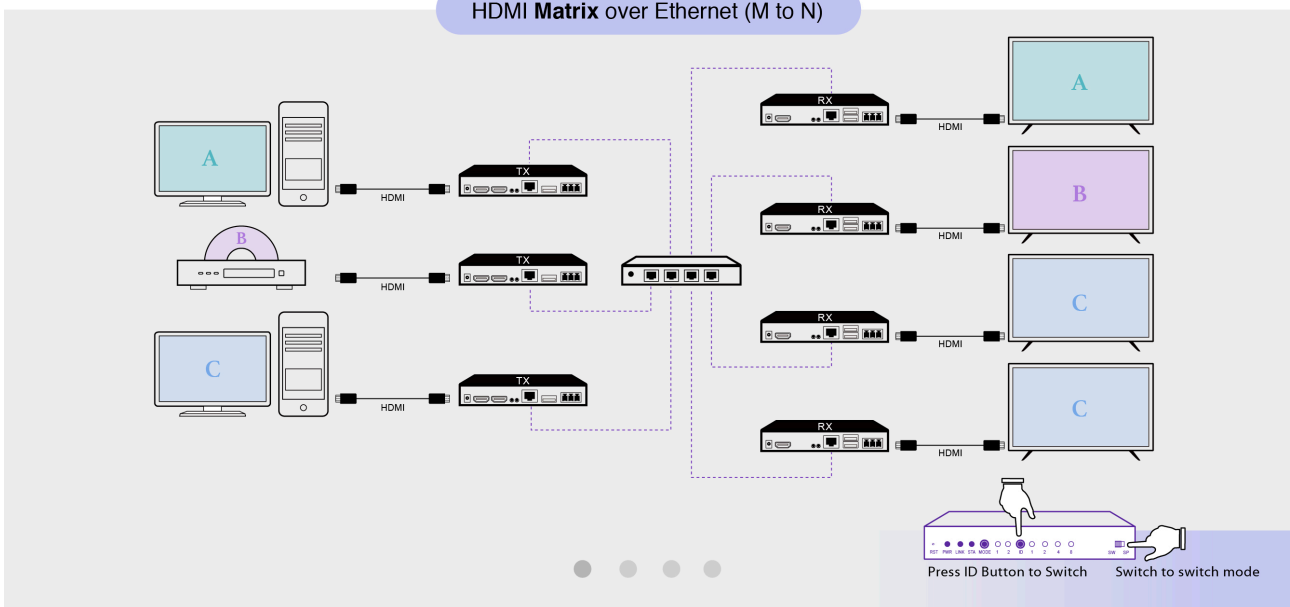 HDMI Matrix over Ethernet (M to N)
A
TX
HDMI
B
TX
HDMI
C
TX
HDMI
RX
HDMI
A
RX
HDMI
B
RX
HDMI
C
RX
HDMI
C
RST PWR LINK STA MODE 1 2 ID 1 2 4 8 SW SP
Press ID Button to Switch
Switch to switch mode